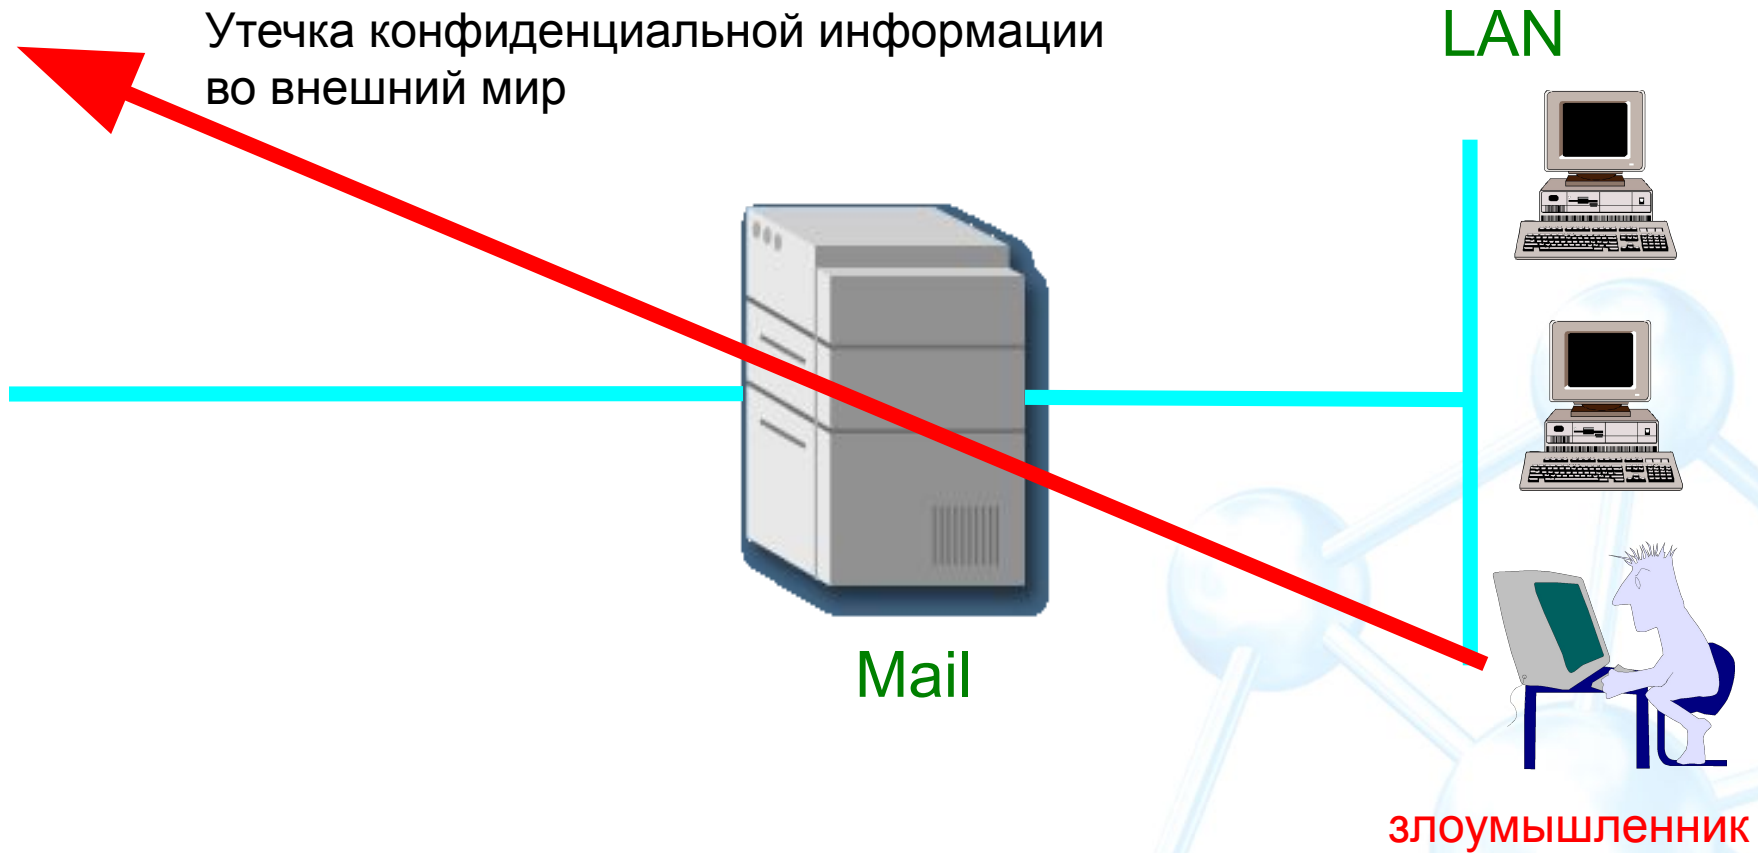 Утечка конфиденциальной информации
во внешний мир
LAN
Mail
злоумышленник